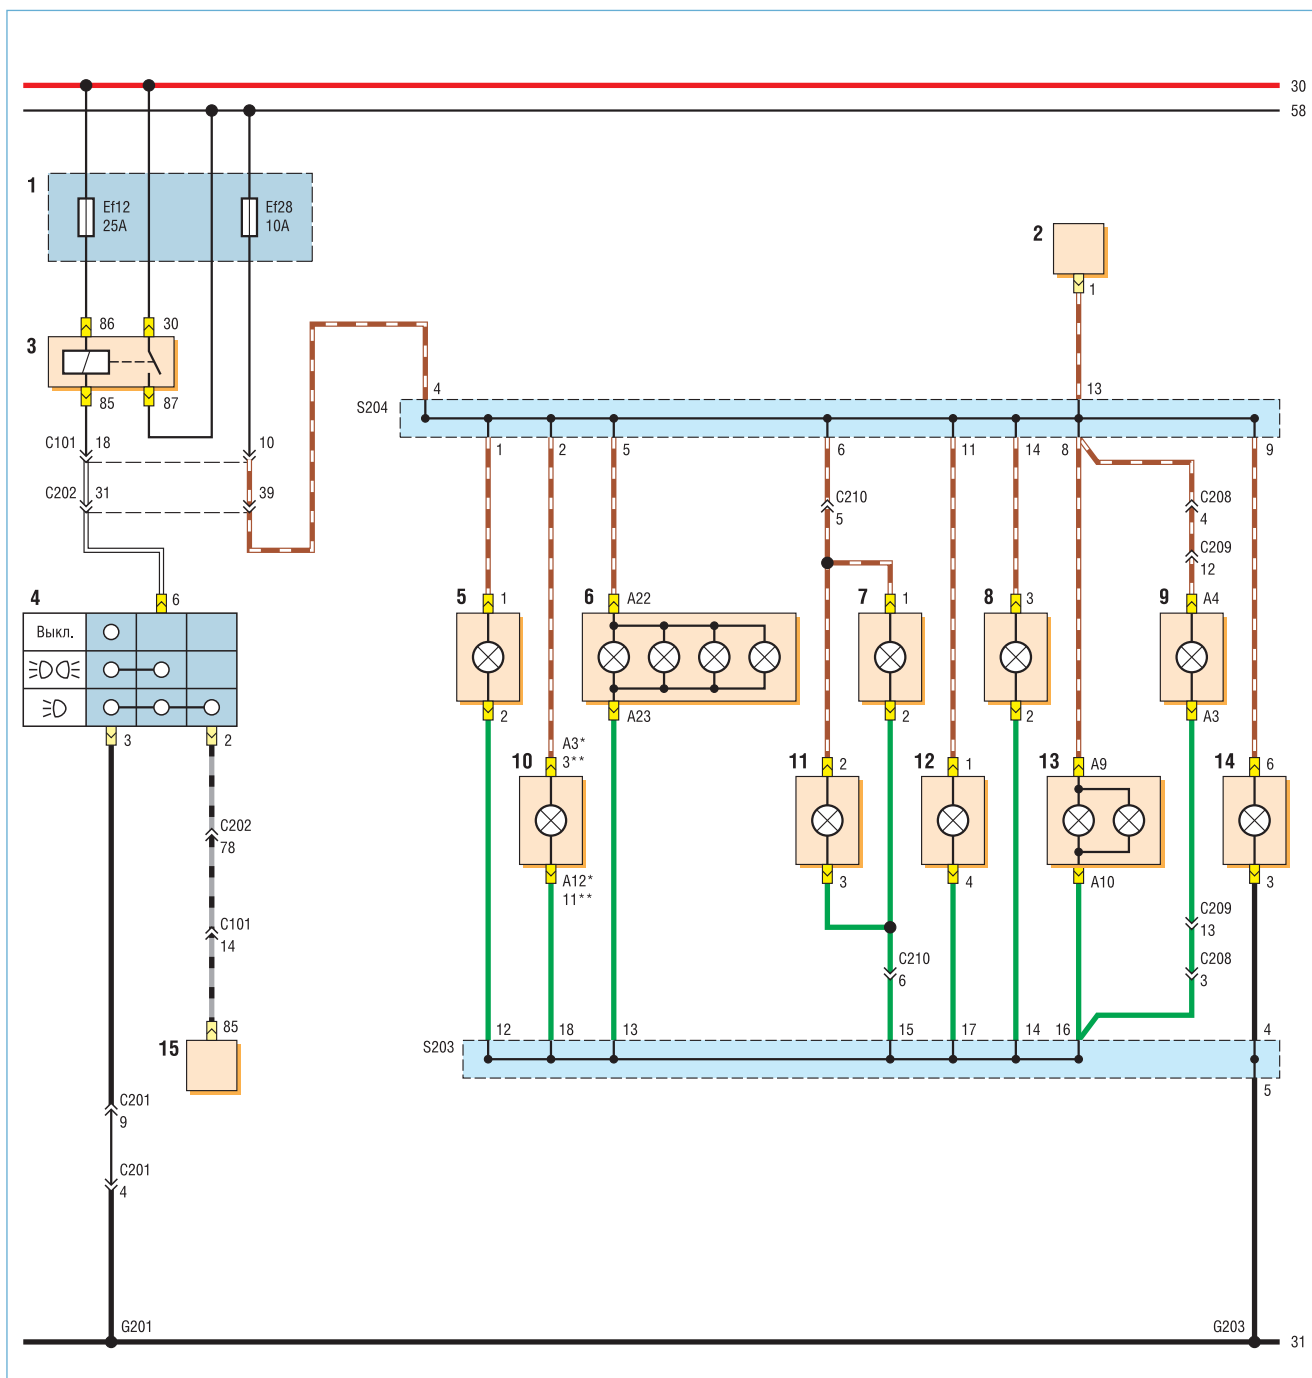 30
58
1
Ef12
25A
Ef28
10A
2
1
86
30
3
85
87
4
13
S204
C101
18
10
1
2
5
6
11
14
8
9
C202
31
39
C210
5
C208
4
C209
12
4
6
5
1
6
A22
7
1
8
3
9
A4
Выкл.
2
A23
2
2
A3
3
2
10
A3*
3**
11
2
12
1
13
A9
14
6
C202
78
A12*
11**
3
4
A10
3
C101
14
C209
13
C210
6
C208
3
15
85
S203
12
18
13
15
17
14
16
4
5
C201
9
C201
4
G201
G203
31